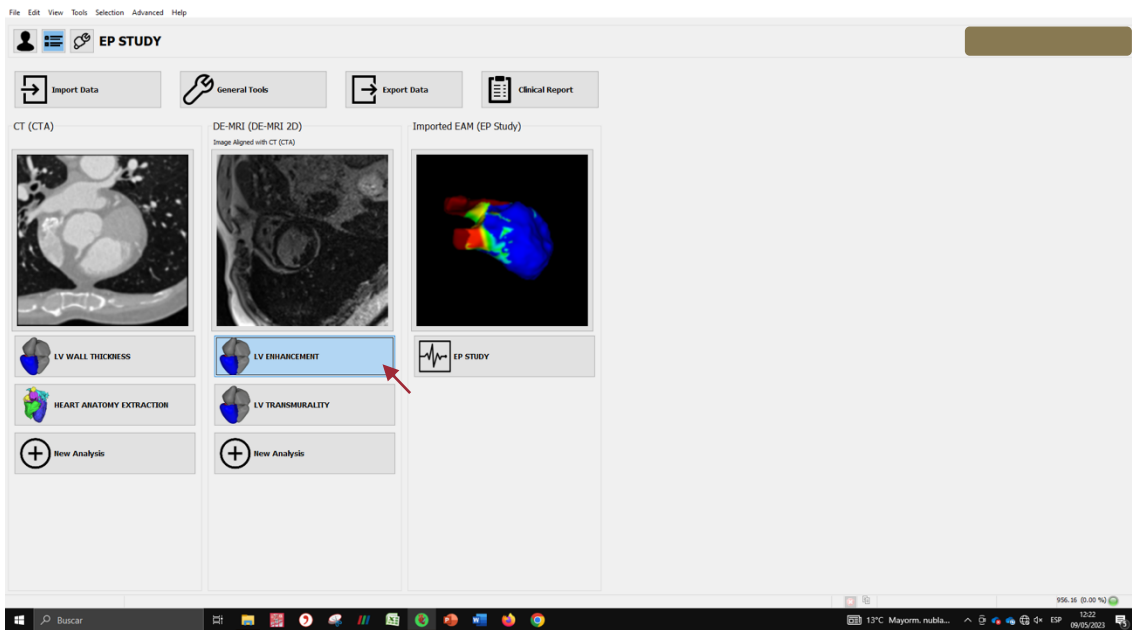 File Edit View Tools Selection Advanced Help
EP STUDY
Import Data
General Tools
Export Data
Clinical Report
CT (CTA)
DE-MRI (DE-MRI 2D)
Image Aligned with CT (CTA)
Imported EAM (EP Study)
LV WALL THICKNESS
LV ENHANCEMENT
EP STUDY
HEART ANATOMY EXTRACTION
LV TRANSMURALITY
New Analysis
New Analysis
956.16 (0.00 %)
Buscar
13°C Mayorm. nubla...
ESP
12:22
09/05/2023